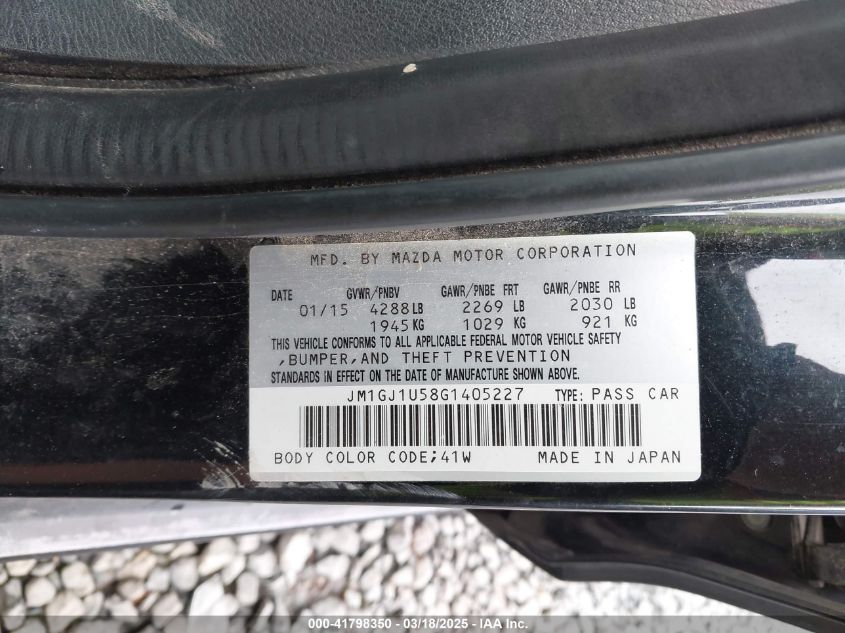 MFD. BY MAZDA MOTOR CORPORATION
DATE GVWR/PNBV GAWR/PNBE FRT GAWR/PNBE RR
01/15 4288LB 2269 LB 2030 LB
1945KG 1029 KG 921 KG
THIS VEHICLE CONFORMS TO ALL APPLICABLE FEDERAL MOTOR VEHICLE SAFETY
,BUMPER,AND THEFT PREVENTION
STANDARDS IN EFFECT ON THE DATE OF MANUFACTURE SHOWN ABOVE.
JM1GJ1U58G1405227 TYPE: PASS CAR
BODY COLOR CODE;41W MADE IN JAPAN
000-41798350 - 03/18/2025 - IAA Inc.